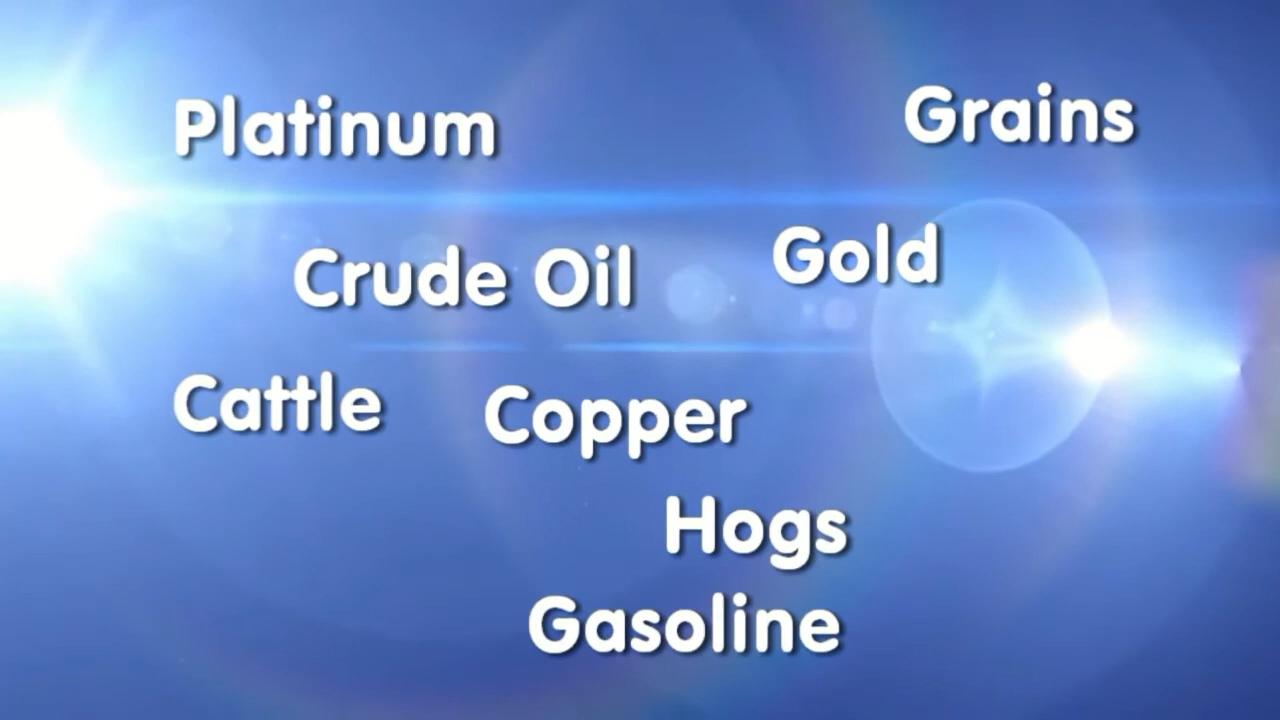 Platinum
Grains
Crude Oil
Gold
Cattle
Copper
Hogs
Gasoline